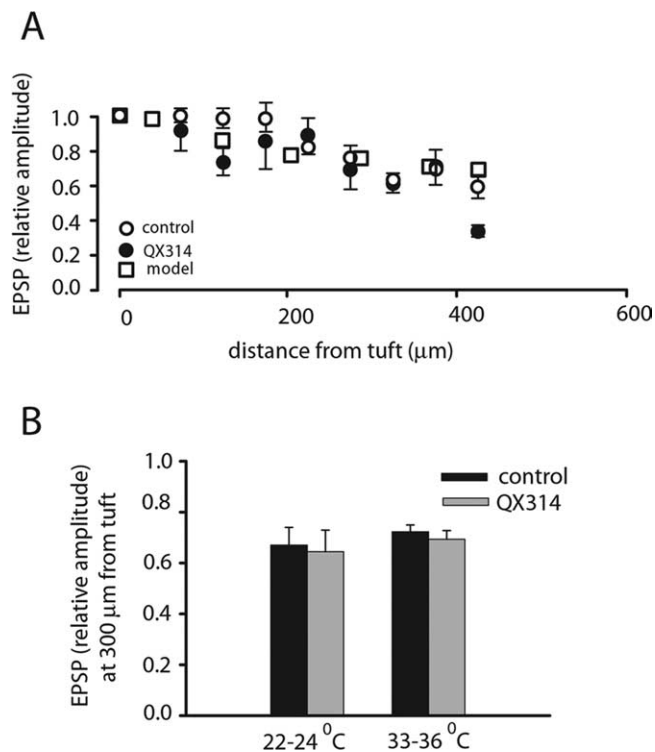 A
EPSP (relative amplitude)
1.0
0.8
0.6
0.4
0.2
0.0
control
QX314
model
0
200
400
600
distance from tuft (μm)
B
EPSP (relative amplitude)
at 300 μm from tuft
1.0
0.8
0.6
0.4
0.2
0.0
control
QX314
22-24 ⁰C
33-36 ⁰C